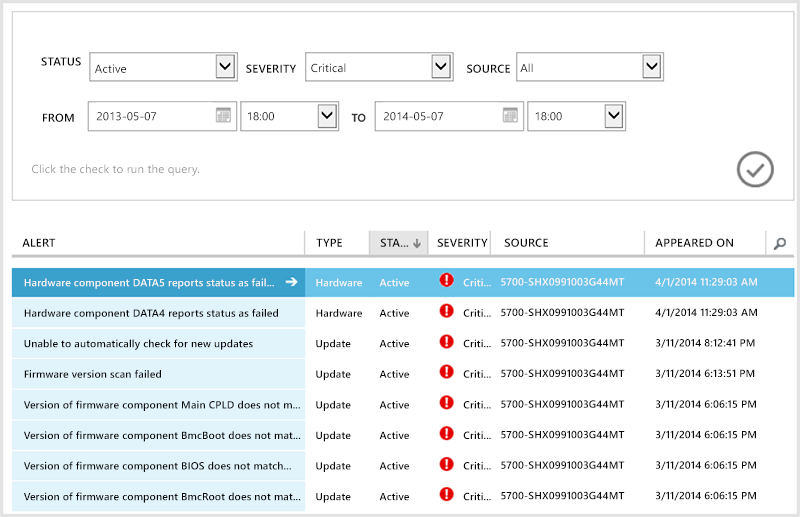 STATUS Active SEVERITY Critical SOURCE All
FROM 2013-05-07 18:00 TO 2014-05-07 18:00
Click the check to run the query.
ALERT TYPE STA... SEVERITY SOURCE APPEARED ON
Hardware component DATA5 reports status as fail... Hardware Active Criti... 5700-SHX0991003G44MT 4/1/2014 11:29:03 AM
Hardware component DATA4 reports status as failed Hardware Active Criti... 5700-SHX0991003G44MT 4/1/2014 11:29:03 AM
Unable to automatically check for new updates Update Active Criti... 5700-SHX0991003G44MT 3/11/2014 8:12:41 PM
Firmware version scan failed Update Active Criti... 5700-SHX0991003G44MT 3/11/2014 6:13:51 PM
Version of firmware component Main CPLD does not m... Update Active Criti... 5700-SHX0991003G44MT 3/11/2014 6:06:15 PM
Version of firmware component BmcBoot does not mat... Update Active Criti... 5700-SHX0991003G44MT 3/11/2014 6:06:15 PM
Version of firmware component BIOS does not match... Update Active Criti... 5700-SHX0991003G44MT 3/11/2014 6:06:15 PM
Version of firmware component BmcRoot does not mat... Update Active Criti... 5700-SHX0991003G44MT 3/11/2014 6:06:15 PM